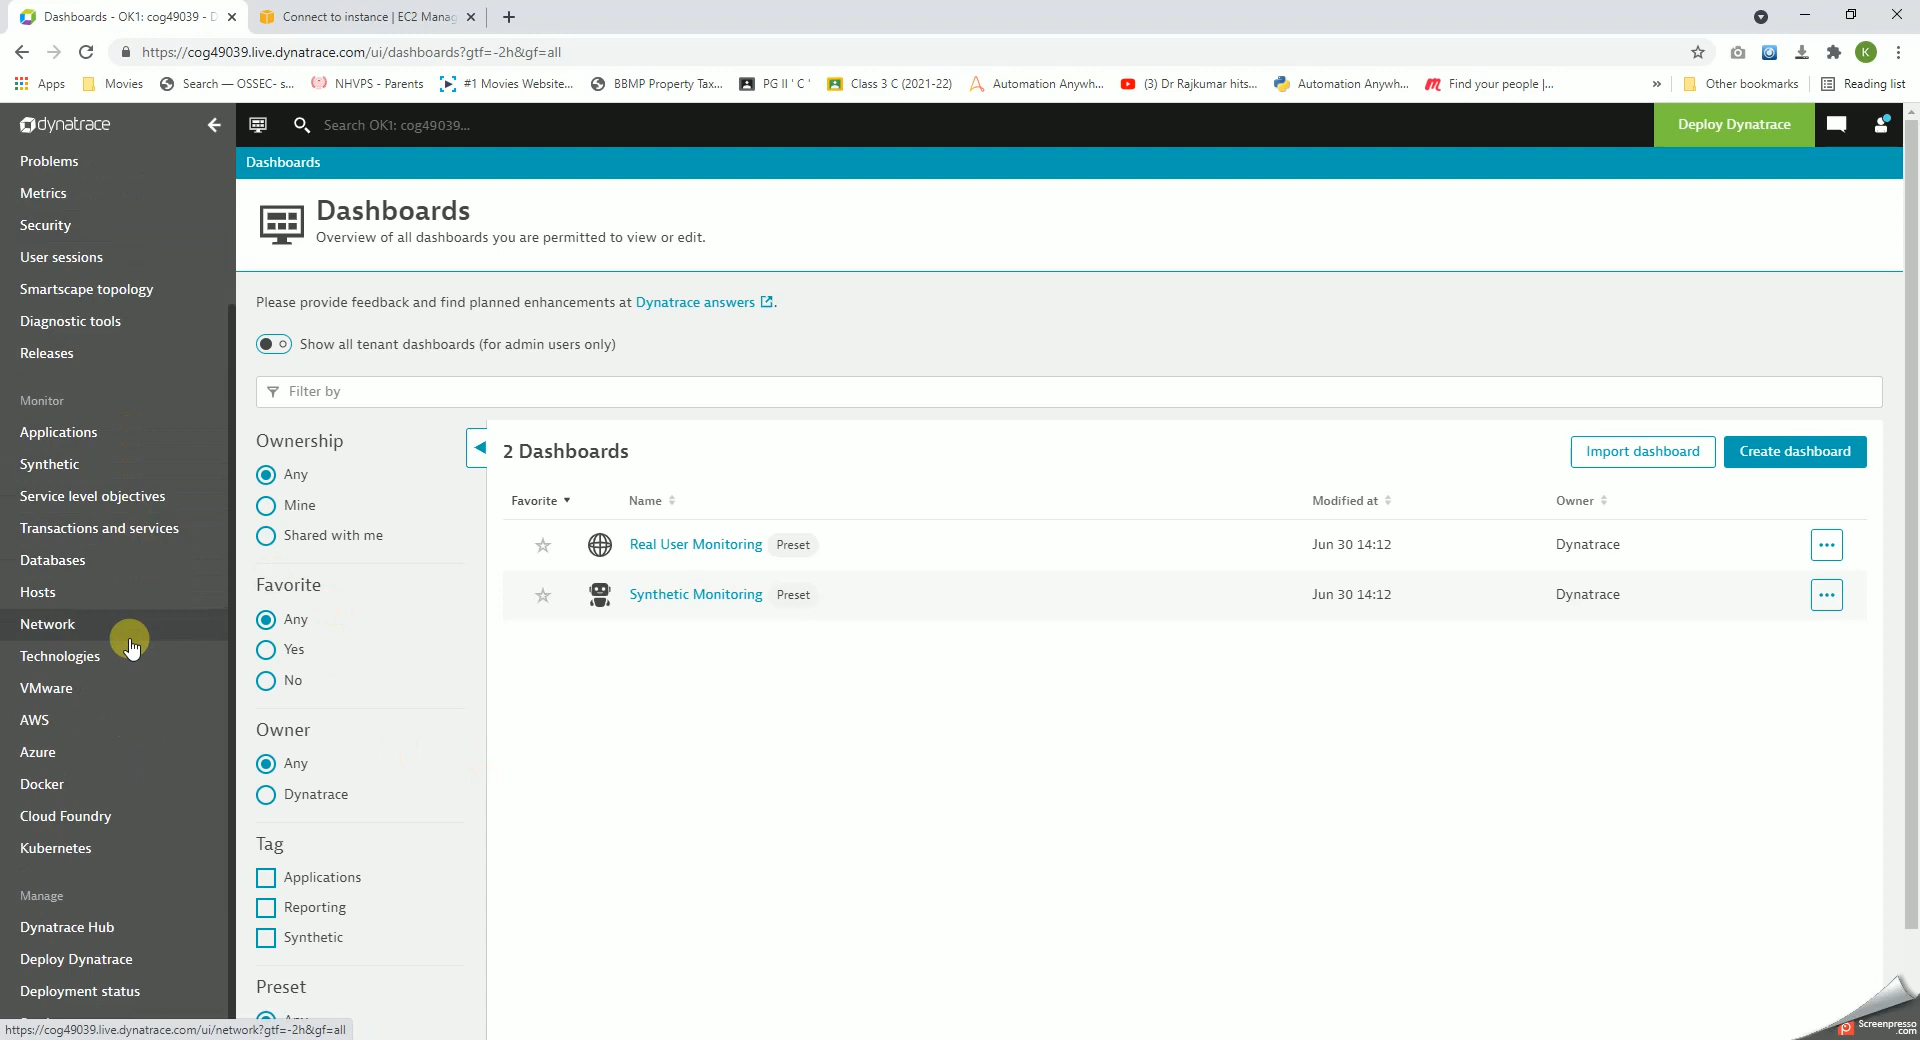 Dashboards - OK1: cog49039 - D
Connect to instance | EC2 Manag
https://cog49039.live.dynatrace.com/ui/dashboards?gtf=-2h&gf=all
K
Apps
Movies
Search — OSSEC- s...
NHVPS - Parents
#1 Movies Website...
BBMP Property Tax...
PG II ' C '
Class 3 C (2021-22)
Automation Anywh...
(3) Dr Rajkumar hits...
Automation Anywh...
Find your people |...
»
Other bookmarks
Reading list
dynatrace
Search OK1: cog49039...
Deploy Dynatrace
Problems
Metrics
Security
User sessions
Smartscape topology
Diagnostic tools
Releases
Monitor
Applications
Synthetic
Service level objectives
Transactions and services
Databases
Hosts
Network
Technologies
VMware
AWS
Azure
Docker
Cloud Foundry
Kubernetes
Manage
Dynatrace Hub
Deploy Dynatrace
Deployment status
https://cog49039.live.dynatrace.com/ui/network?gtf=-2h&gf=all
Dashboards
Dashboards
Overview of all dashboards you are permitted to view or edit.
Please provide feedback and find planned enhancements at Dynatrace answers .
Show all tenant dashboards (for admin users only)
Filter by
Ownership
Any
Mine
Shared with me
Favorite
Any
Yes
No
Owner
Any
Dynatrace
Tag
Applications
Reporting
Synthetic
Preset
2 Dashboards
Import dashboard
Create dashboard
Favorite
Name
Modified at
Owner
Real User Monitoring
Preset
Jun 30 14:12
Dynatrace
...
Synthetic Monitoring
Preset
Jun 30 14:12
Dynatrace
...
Screenpresso
.com